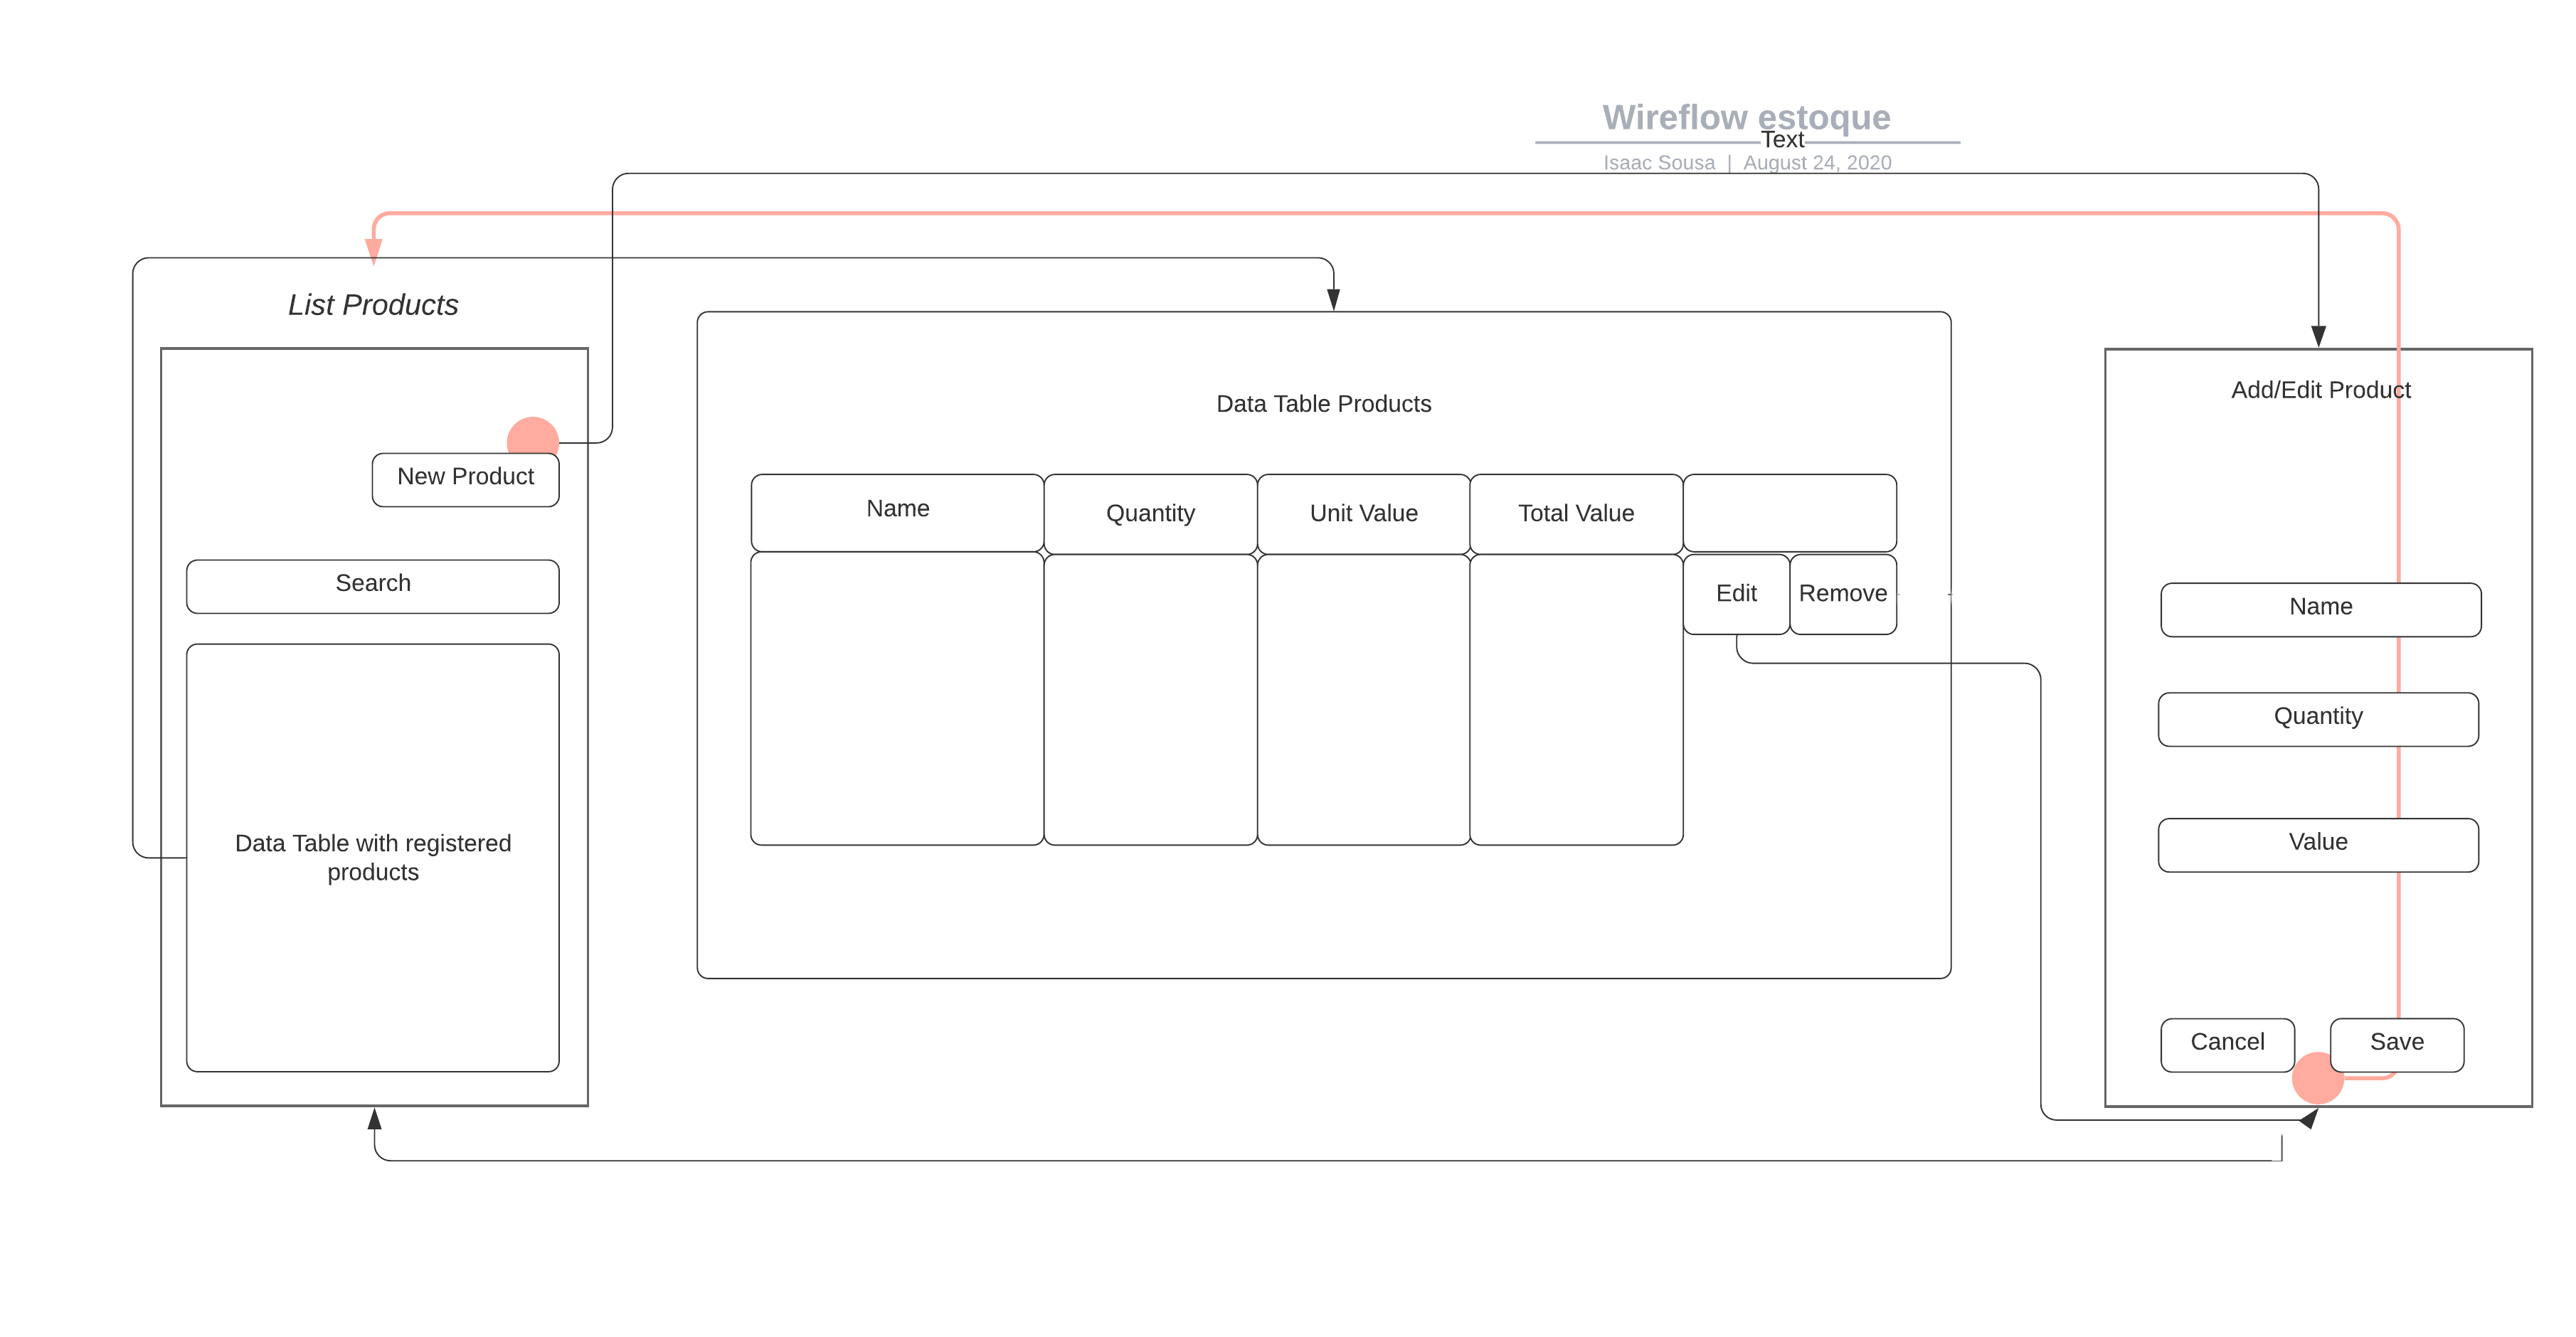 Wireflow estoque
Text
Isaac Sousa | August 24, 2020
List Products
New Product
Search
Data Table with registered
products
Data Table Products
Name
Quantity
Unit Value
Total Value
Edit
Remove
Add/Edit Product
Name
Quantity
Value
Cancel
Save